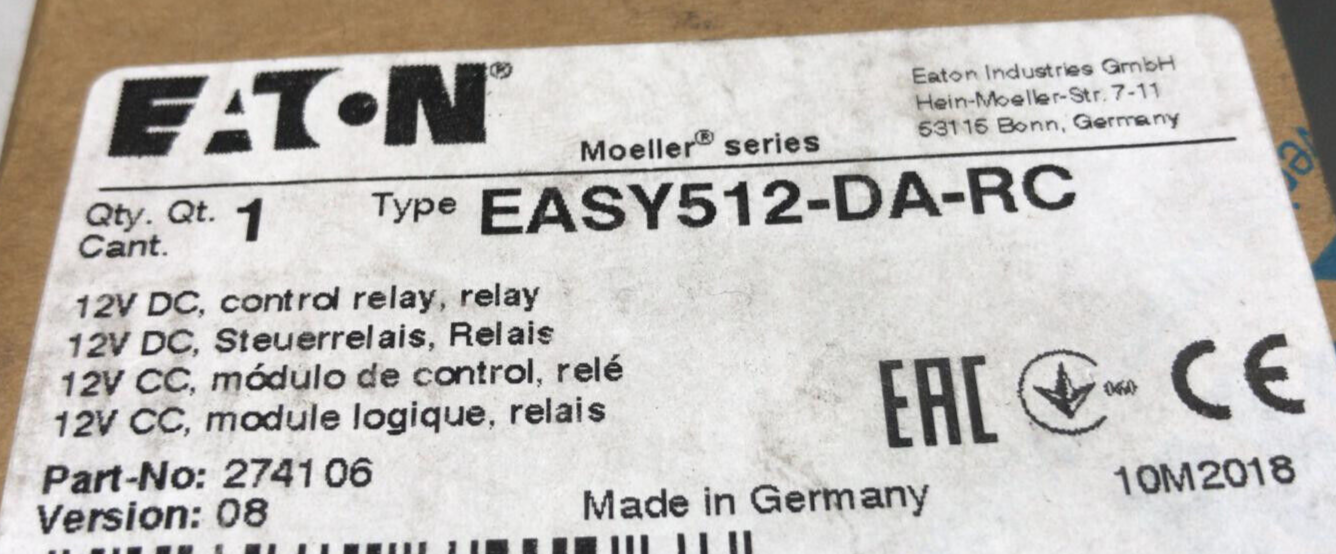 EATON®
Eaton Industries GmbH
Hein-Moeller-Str. 7-11
53115 Bonn, Germany
Moeller® series
Qty. Qt. 1
Cant.
Type EASY512-DA-RC
12V DC, control relay, relay
12V DC, Steuerrelais, Relais
12V CC, módulo de control, relé
12V CC, module logique, relais
EAC
060
CE
Part-No: 274106
Version: 08
Made in Germany
10M2018